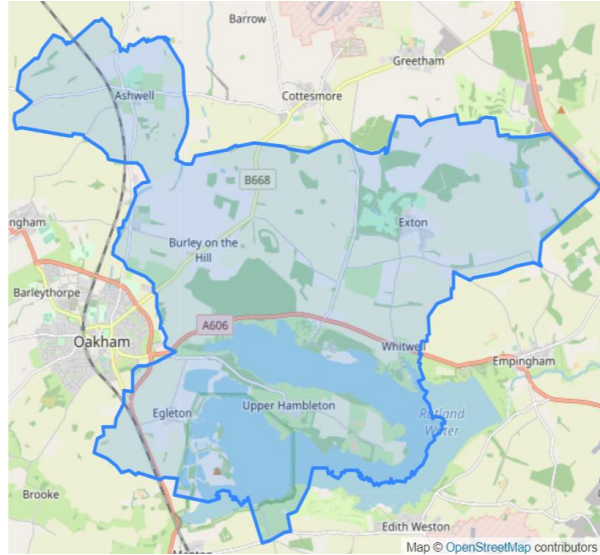 Barrow
Greetham
Ashwell
Cottesmore
B668
ngham
Exton
Burley on the
Hill
Barleythorpe
A606
Oakham
Whitwell
Empingham
Egleton
Upper Hambleton
Rutland
Water
Brooke
Edith Weston
Manton
Map © OpenStreetMap contributors